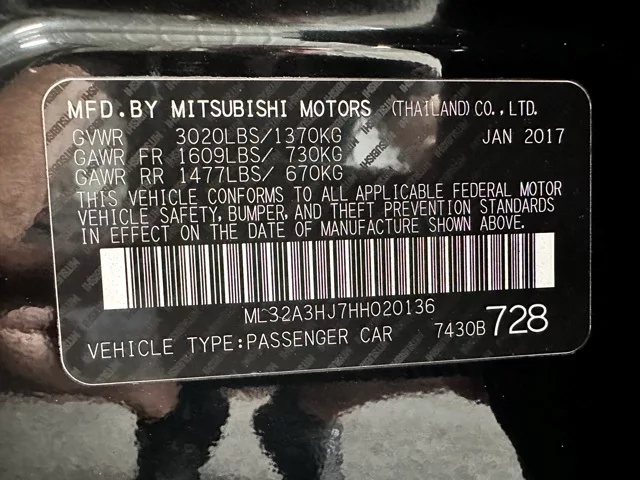 MFD.BY MITSUBISHI MOTORS (THAILAND) CO.,LTD.
GVWR 3020LBS/1370KG JAN 2017
GAWR FR 1609LBS/ 730KG
GAWR RR 1477LBS/ 670KG
THIS VEHICLE CONFORMS TO ALL APPLICABLE FEDERAL MOTOR
VEHICLE SAFETY, BUMPER, AND THEFT PREVENTION STANDARDS
IN EFFECT ON THE DATE OF MANUFACTURE SHOWN ABOVE.
ML32A3HJ7HH020136
VEHICLE TYPE:PASSENGER CAR 7430B 728